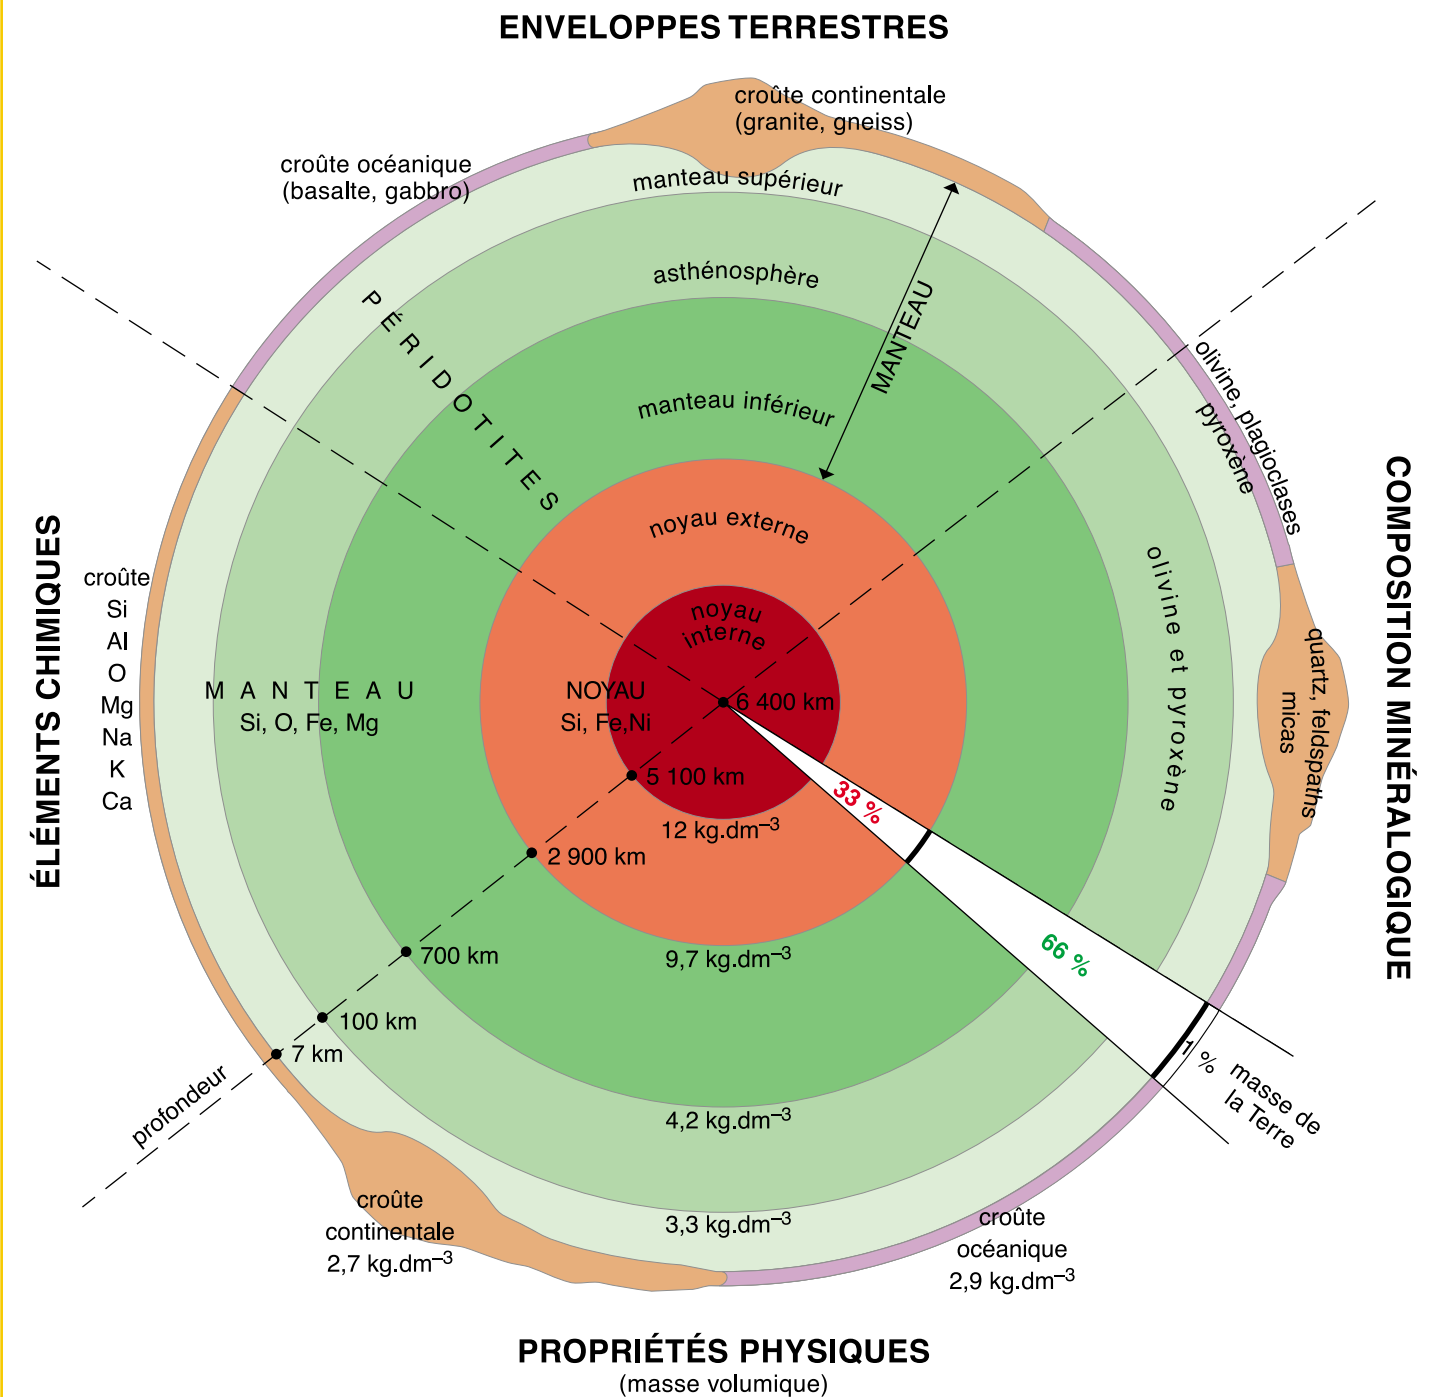 ENVELOPPES TERRESTRES
croûte continentale
(granite, gneiss)
croûte océanique
(basalte, gabbro)
manteau supérieur
asthénosphère
MANTEAU
PÉRIDOTITES
manteau inférieur
noyau externe
noyau
interne
olivine, plagioclases
pyroxène
olivine et pyroxène
quartz, feldspaths
micas
COMPOSITION MINÉRALOGIQUE
ÉLÉMENTS CHIMIQUES
croûte
Si
Al
O
Mg
Na
K
Ca
MANTEAU
Si, O, Fe, Mg
NOYAU
Si, Fe,Ni
6 400 km
5 100 km
2 900 km
700 km
100 km
7 km
profondeur
33 %
66 %
1 %
masse de
la Terre
12 kg.dm⁻³
9,7 kg.dm⁻³
4,2 kg.dm⁻³
3,3 kg.dm⁻³
croûte
continentale
2,7 kg.dm⁻³
croûte
océanique
2,9 kg.dm⁻³
PROPRIÉTÉS PHYSIQUES
(masse volumique)